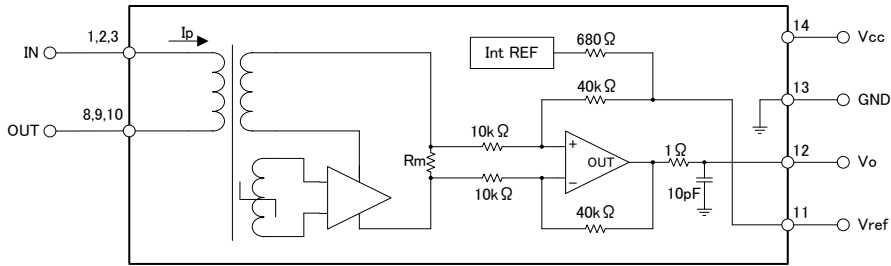 14
Vcc
IN
1,2,3
Ip
Int REF
680Ω
40kΩ
13
GND
OUT
8,9,10
10kΩ
Rm
+
OUT
−
1Ω
12
Vo
10kΩ
10pF
40kΩ
11
Vref